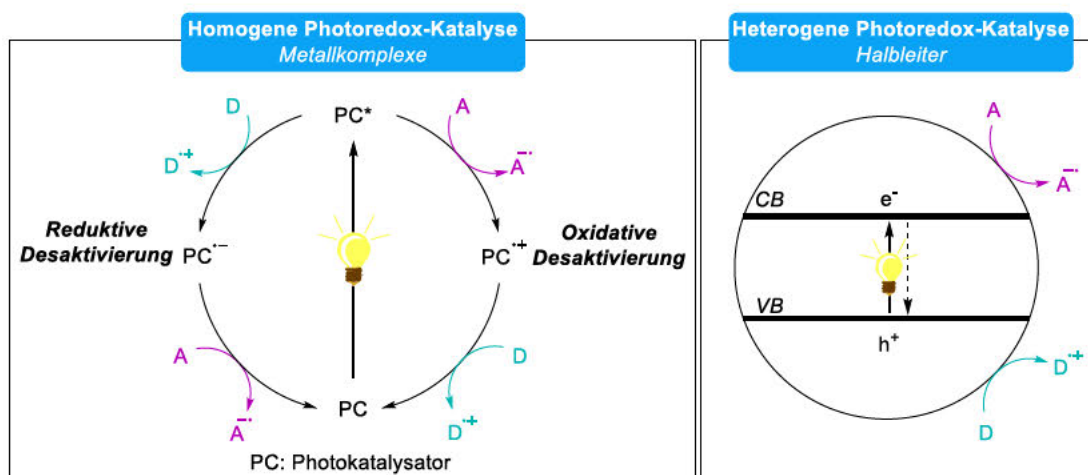 Homogene Photoredox-Katalyse
Metallkomplexe
D
PC*
A
D·+
A−·
Reduktive
Desaktivierung
PC·−
PC·+
Oxidative
Desaktivierung
A
D
A−·
PC
D·+
PC: Photokatalysator
Heterogene Photoredox-Katalyse
Halbleiter
A
A−·
CB
e-
VB
h+
D·+
D